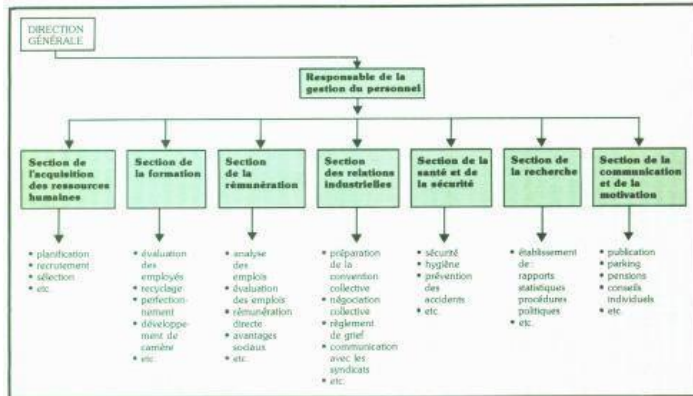 DIRECTION
GÉNÉRALE
Responsable de la
gestion du personnel
Section de
l'acquisition
des ressources
humaines
Section de
la formation
Section
de la
rémunération
Section
des relations
industrielles
Section de la
santé et de
la sécurité
Section de
la recherche
Section de la
communication
et de la
motivation
• planification
• recrutement
• sélection
• etc.
• évaluation
des
employés
• recyclage
• perfection-
nement
• développe-
ment de
carrière
• etc.
• analyse
des
emplois
• évaluation
des emplois
• rémunération
directe
• avantages
sociaux
• etc.
• préparation
de la
convention
collective
• négociation
collective
• règlement
de grief
• communication
avec les
syndicats
• etc.
• sécurité
• hygiène
• prévention
des
accidents
• etc.
• établissement
de:
rapports
statistiques
procédures
politiques
• etc.
• publication
• parking
• pensions
• conseils
individuels
• etc.